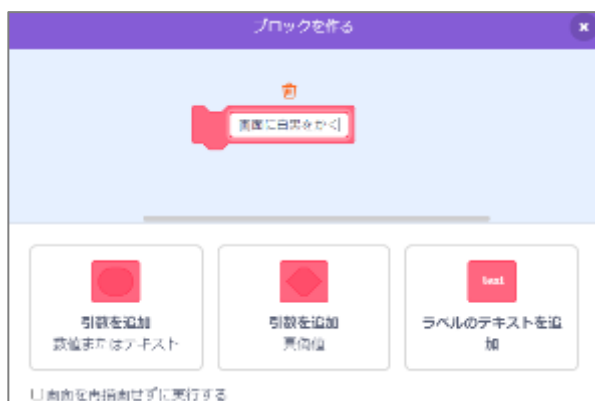 ブロックを作る
画面に白黒をかく
text
引数を追加
数値またはテキスト
引数を追加
真偽値
ラベルのテキストを追
加
画面を再描画せずに実行する